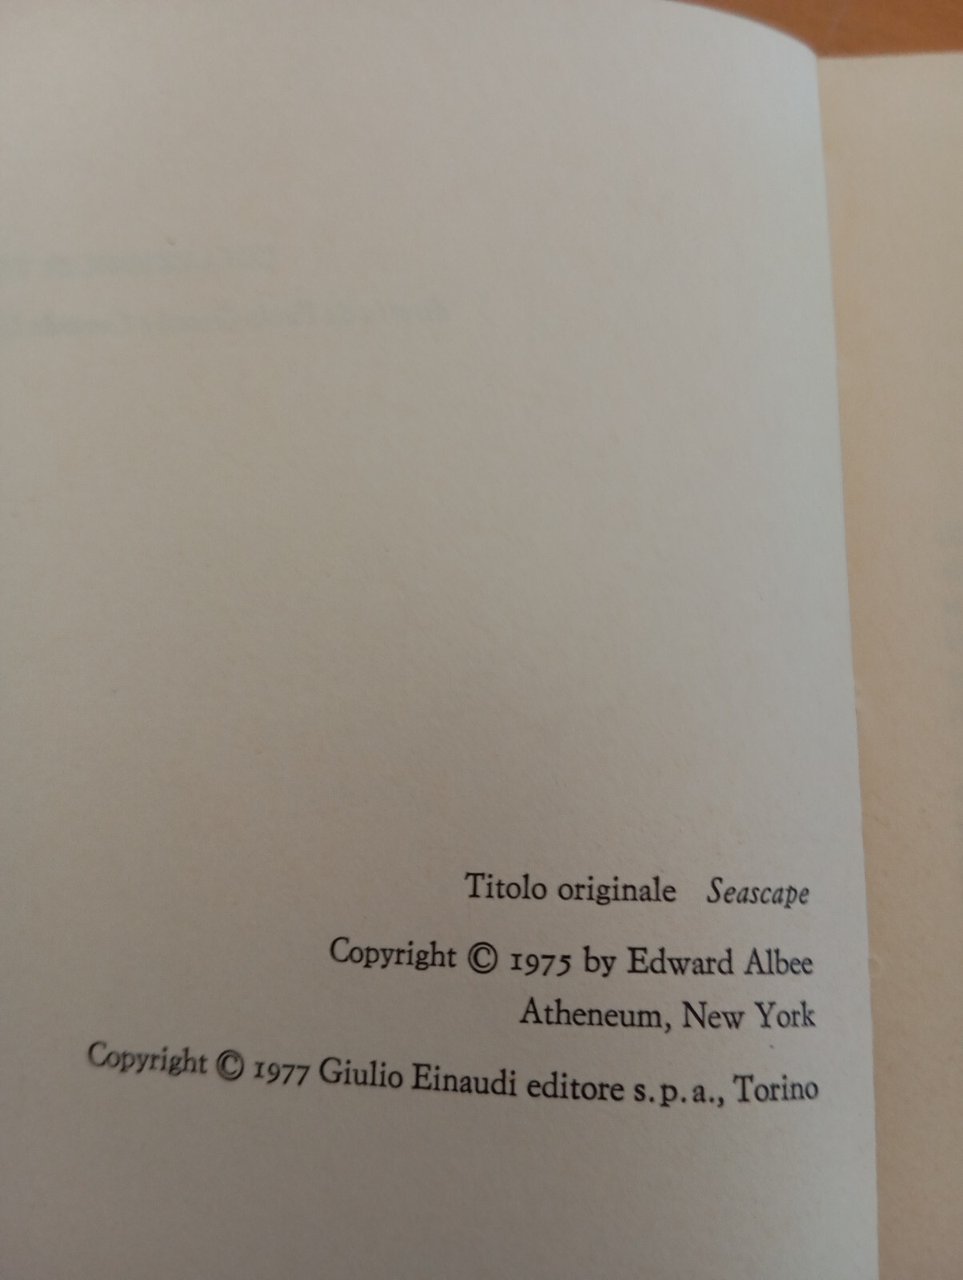 Titolo originale Seascape
Copyright © 1975 by Edward Albee
Atheneum, New York
Copyright © 1977 Giulio Einaudi editore s.p.a., Torino